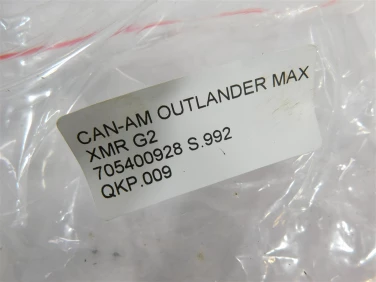 CAN-AM OUTLANDER MAX
XMR G2
705400928 S.992
QKP.009